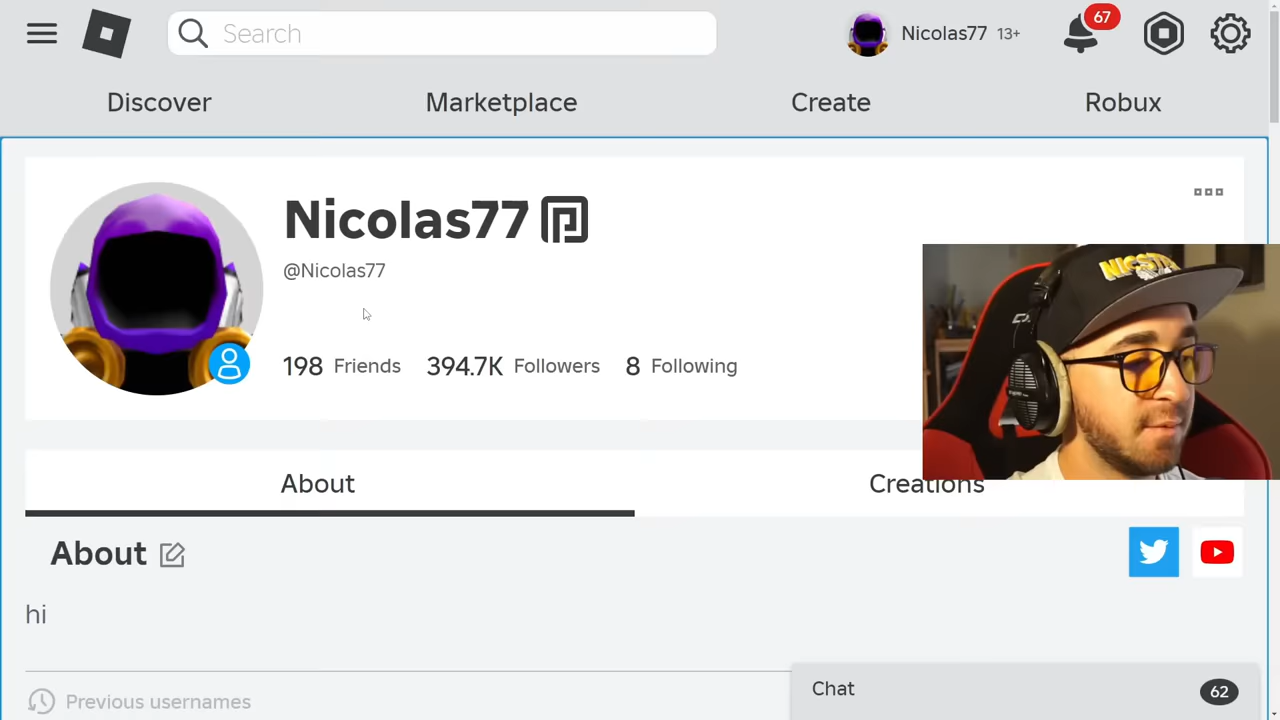 Search
Nicolas77 13+
67
Discover
Marketplace
Create
Robux
Nicolas77
@Nicolas77
198 Friends
394.7K Followers
8 Following
About
Creations
About
hi
Previous usernames
Chat
62